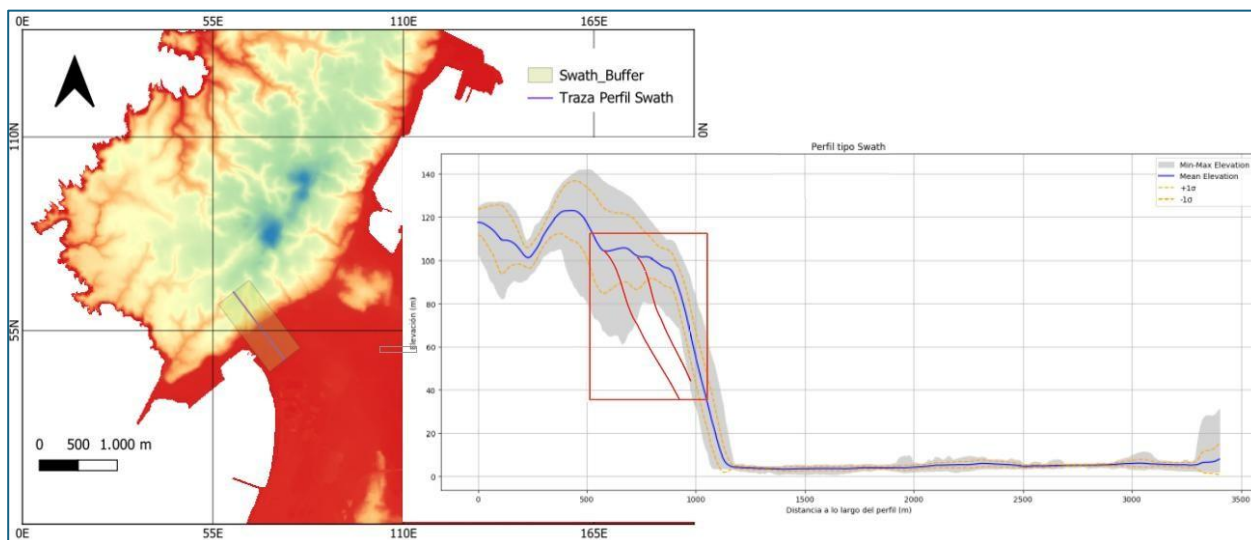 0E
55E
110E
165E
Swath_Buffer
Traza Perfil Swath
110N
0N
55N
0 500 1.000 m
0E
55E
110E
165E
Perfil tipo Swath
Min-Max Elevation
Mean Elevation
+1σ
-1σ
Elevación (m)
140
120
100
80
60
40
20
0
0 500 1000 1500 2000 2500 3000 3500
Distancia a lo largo del perfil (m)